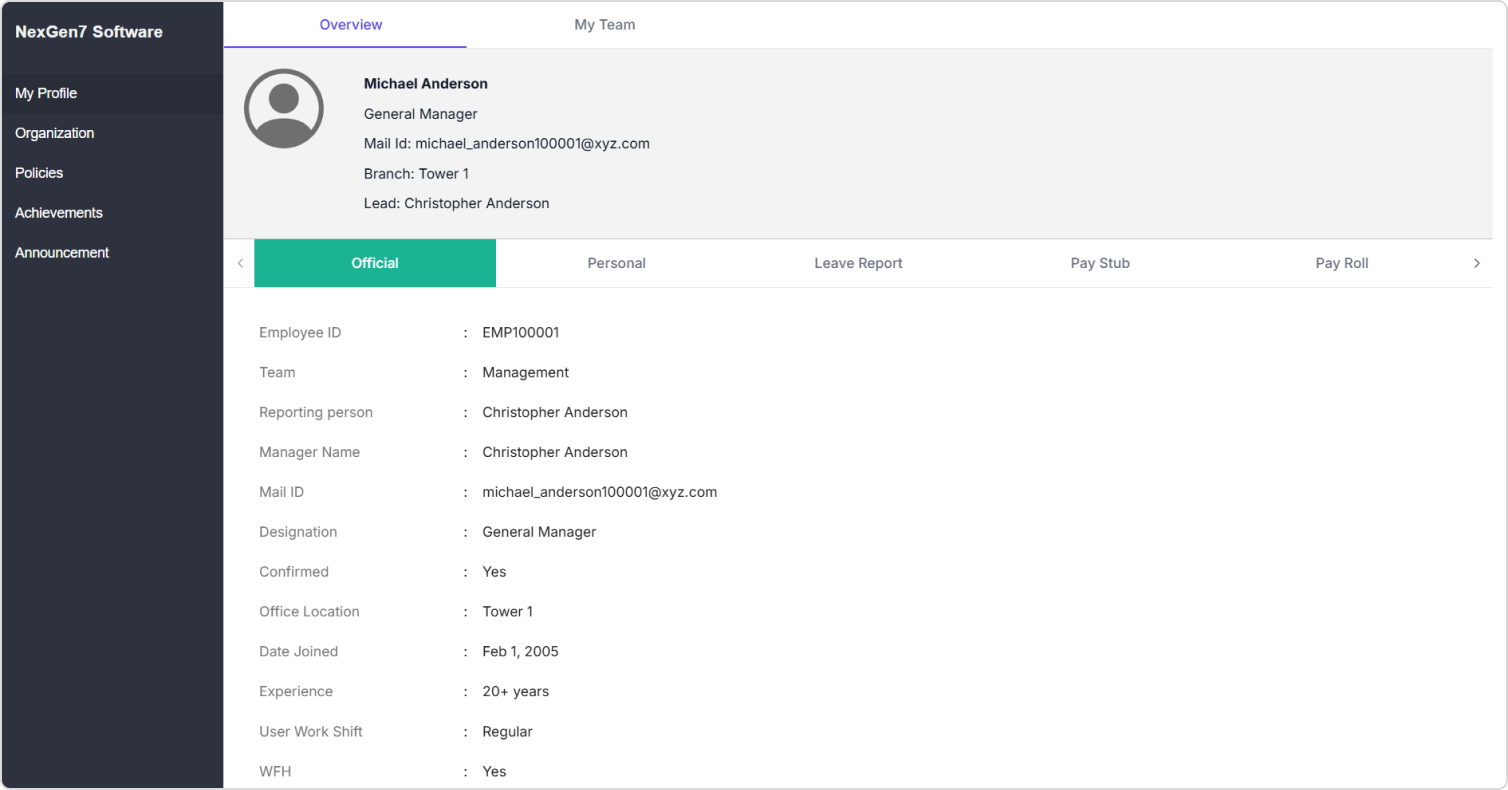 NexGen7 Software
My Profile
Organization
Policies
Achievements
Announcement
Overview
My Team
Michael Anderson
General Manager
Mail Id: michael_anderson100001@xyz.com
Branch: Tower 1
Lead: Christopher Anderson
Official
Personal
Leave Report
Pay Stub
Pay Roll
Employee ID : EMP100001
Team : Management
Reporting person : Christopher Anderson
Manager Name : Christopher Anderson
Mail ID : michael_anderson100001@xyz.com
Designation : General Manager
Confirmed : Yes
Office Location : Tower 1
Date Joined : Feb 1, 2005
Experience : 20+ years
User Work Shift : Regular
WFH : Yes